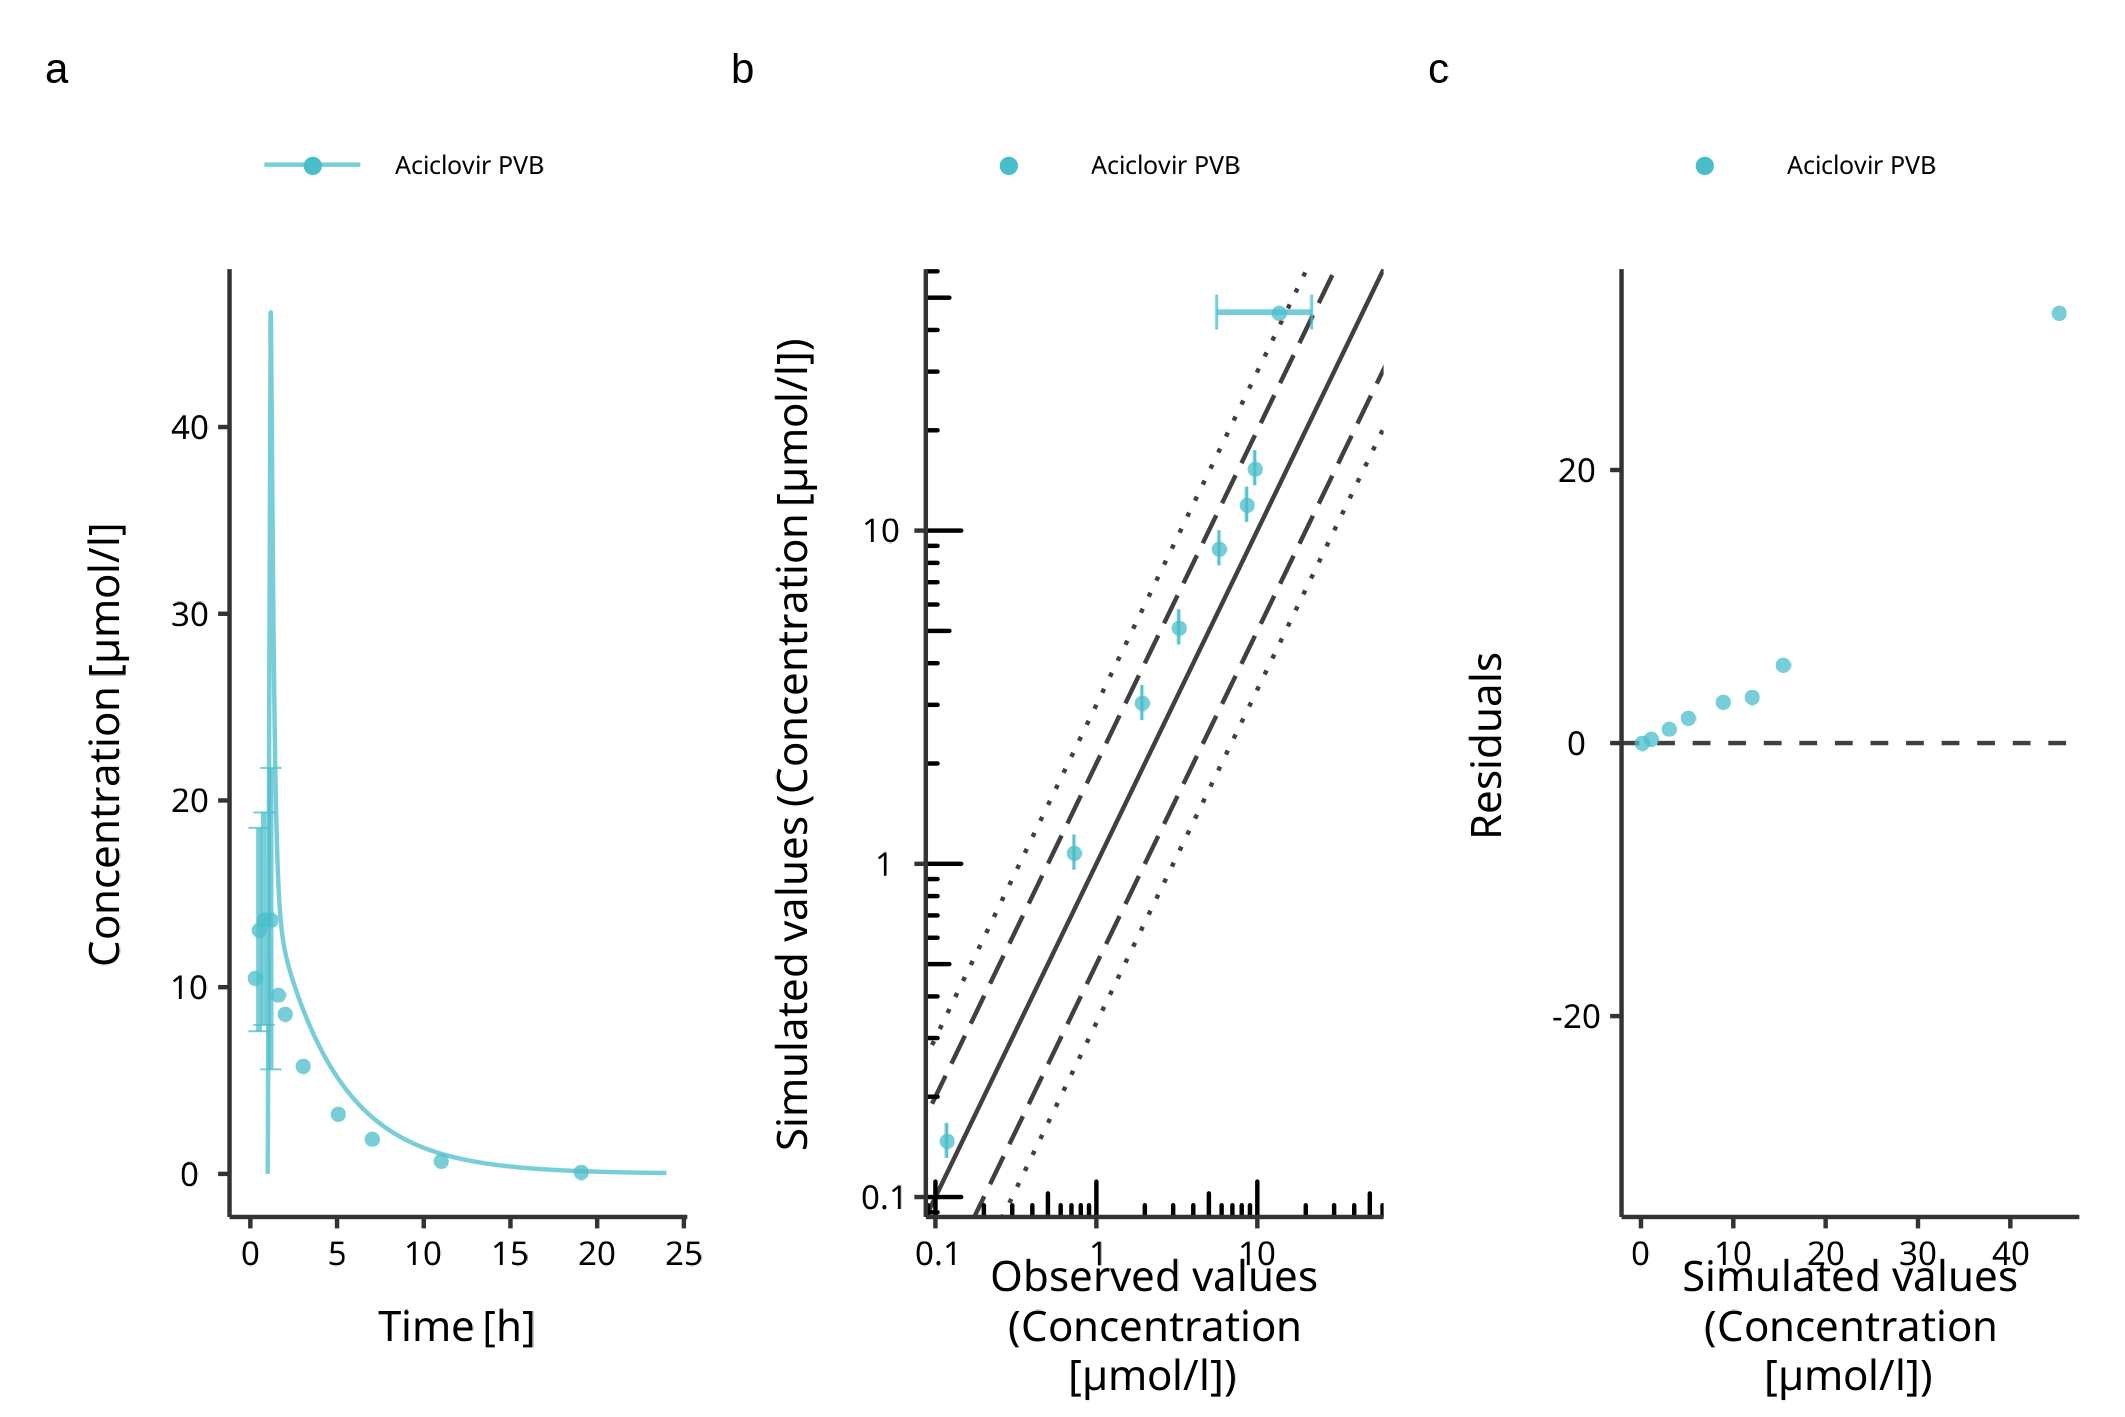 a
b
c
Aciclovir PVB
Aciclovir PVB
Aciclovir PVB
Concentration [µmol/l]
40
30
20
10
0
0 5 10 15 20 25
Time [h]
Simulated values (Concentration [µmol/l])
10
1
0.1
0.1 1 10
Observed values
(Concentration
[µmol/l])
Residuals
20
0
-20
0 10 20 30 40
Simulated values
(Concentration
[µmol/l])